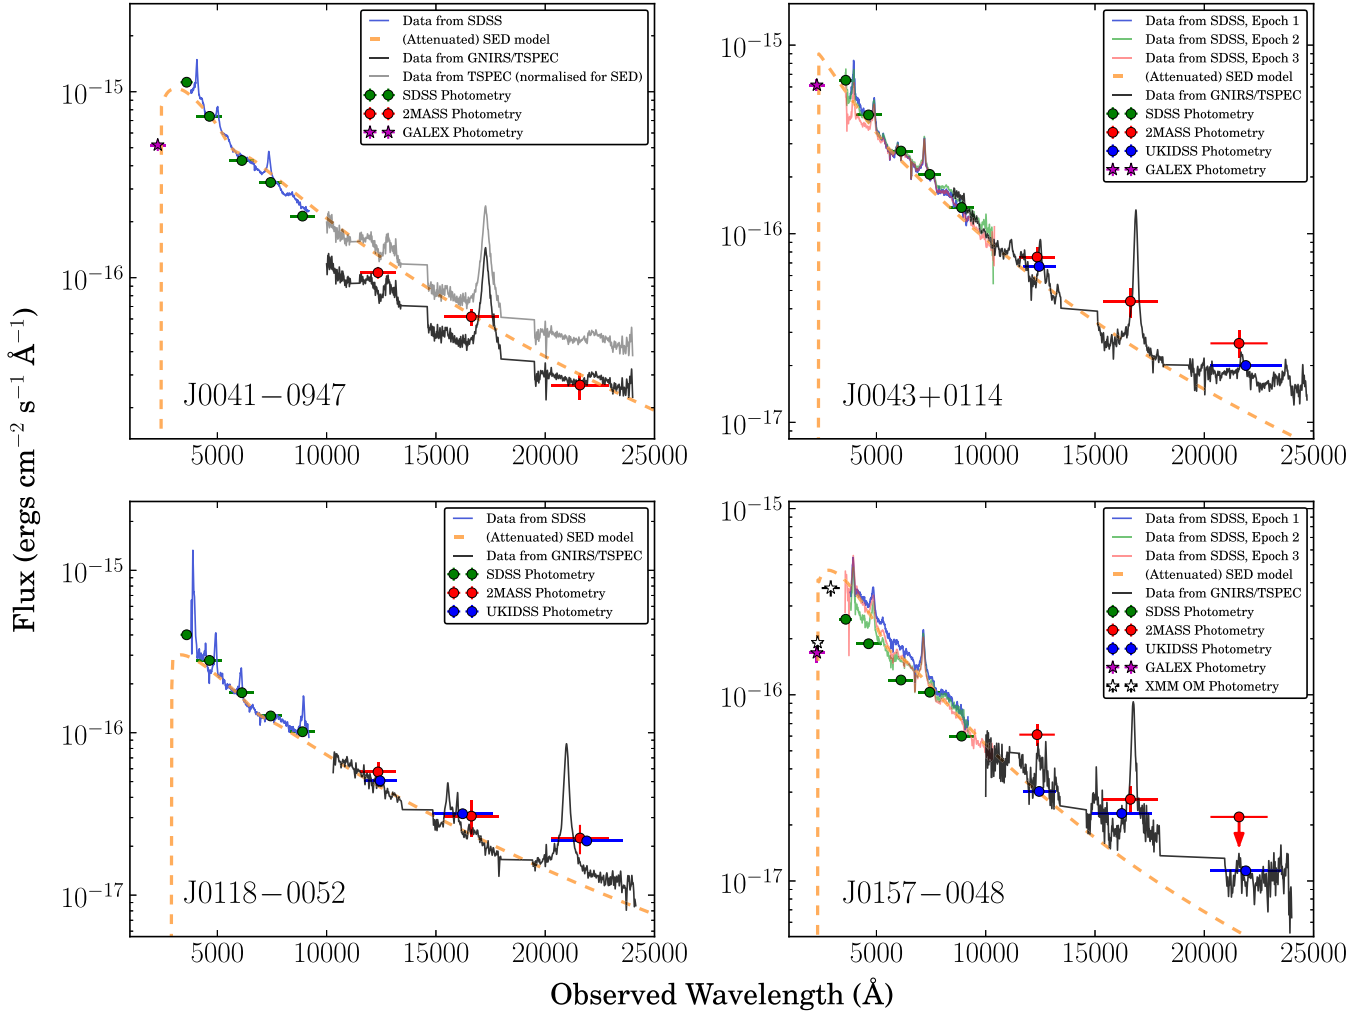 Flux (ergs cm⁻² s⁻¹ Å⁻¹)
10⁻¹⁵
10⁻¹⁶
Data from SDSS
(Attenuated) SED model
Data from GNIRS/TSPEC
Data from TSPEC (normalised for SED)
SDSS Photometry
2MASS Photometry
GALEX Photometry
J0041−0947
5000 10000 15000 20000 25000
10⁻¹⁵
10⁻¹⁶
10⁻¹⁷
Data from SDSS, Epoch 1
Data from SDSS, Epoch 2
Data from SDSS, Epoch 3
(Attenuated) SED model
Data from GNIRS/TSPEC
SDSS Photometry
2MASS Photometry
UKIDSS Photometry
GALEX Photometry
J0043+0114
5000 10000 15000 20000 25000
10⁻¹⁵
10⁻¹⁶
10⁻¹⁷
Data from SDSS
(Attenuated) SED model
Data from GNIRS/TSPEC
SDSS Photometry
2MASS Photometry
UKIDSS Photometry
J0118−0052
5000 10000 15000 20000 25000
10⁻¹⁵
10⁻¹⁶
10⁻¹⁷
Data from SDSS, Epoch 1
Data from SDSS, Epoch 2
Data from SDSS, Epoch 3
(Attenuated) SED model
Data from GNIRS/TSPEC
SDSS Photometry
2MASS Photometry
UKIDSS Photometry
GALEX Photometry
XMM OM Photometry
J0157−0048
5000 10000 15000 20000 25000
Observed Wavelength (Å)